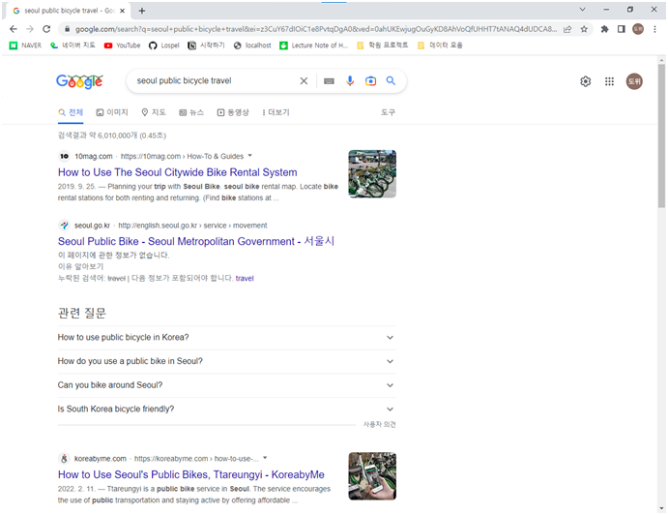 seoul public bicycle travel - Goo
google.com/search?q=seoul+public+bicycle+travel&ei=z3CuY67dIOiC1e8PvtqDgA0&ved=0ahUKEwjugOuGyKD8AhVoQfUHHT7tANAQ4dUDCA8...
NAVER 네이버 지도 YouTube Gospel 시작하기 localhost Lecture Note of H... 학원 프로젝트 데이터 모음
Google
seoul public bicycle travel
도위
전체 이미지 지도 뉴스 동영상 더보기 도구
검색결과 약 6,010,000개 (0.45초)
10mag.com · https://10mag.com › How-To & Guides
How to Use The Seoul Citywide Bike Rental System
2019. 9. 25. — Planning your trip with Seoul Bike. seoul bike rental map. Locate bike
rental stations for both renting and returning. (Find bike stations at ...
seoul.go.kr · http://english.seoul.go.kr › service › movement
Seoul Public Bike - Seoul Metropolitan Government - 서울시
이 페이지에 관한 정보가 없습니다.
이유 알아보기
누락된 검색어: travel | 다음 정보가 포함되어야 합니다. travel
관련 질문
How to use public bicycle in Korea?
How do you use a public bike in Seoul?
Can you bike around Seoul?
Is South Korea bicycle friendly?
사용자 의견
koreabyme.com · https://koreabyme.com › how-to-use-...
How to Use Seoul's Public Bikes, Ttareungyi - KoreabyMe
2022. 2. 11. — Ttareungyi is a public bike service in Seoul. The service encourages
the use of public transportation and staying active by offering affordable ...